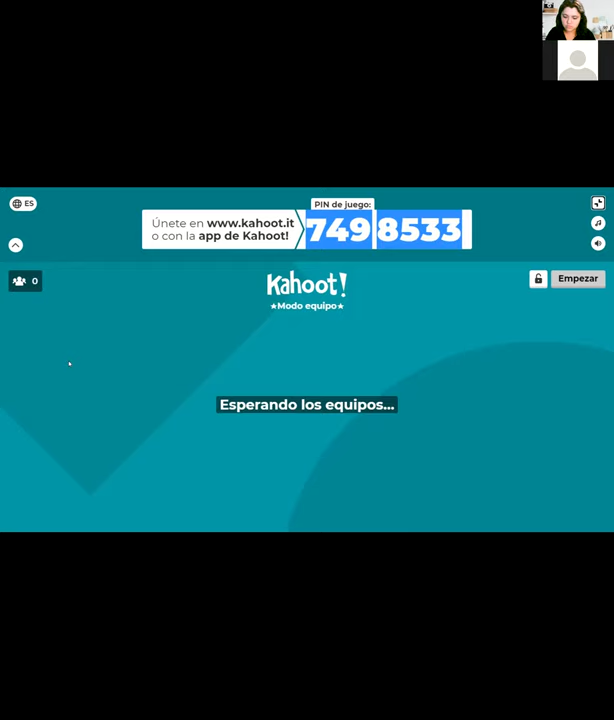 ES
PIN de juego:
Únete en www.kahoot.it
o con la app de Kahoot!
749 8533
0
Kahoot!
Empezar
★Modo equipo★
Esperando los equipos...